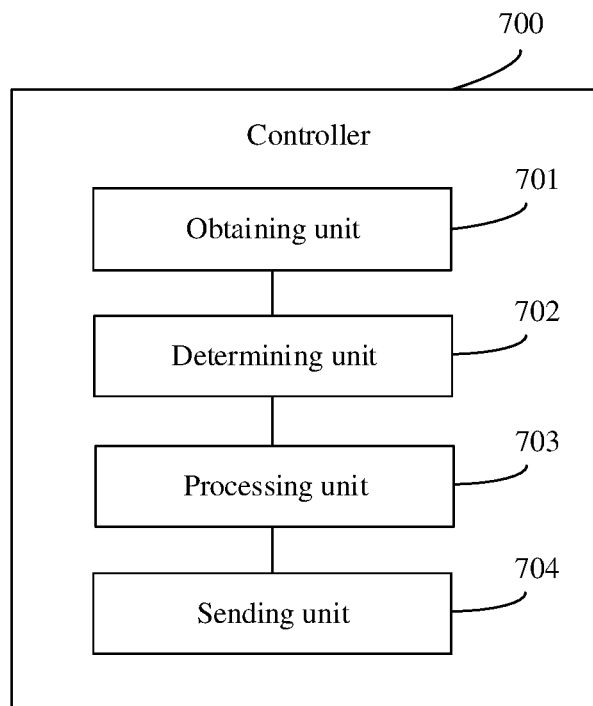 700
Controller
701
Obtaining unit
702
Determining unit
703
Processing unit
704
Sending unit